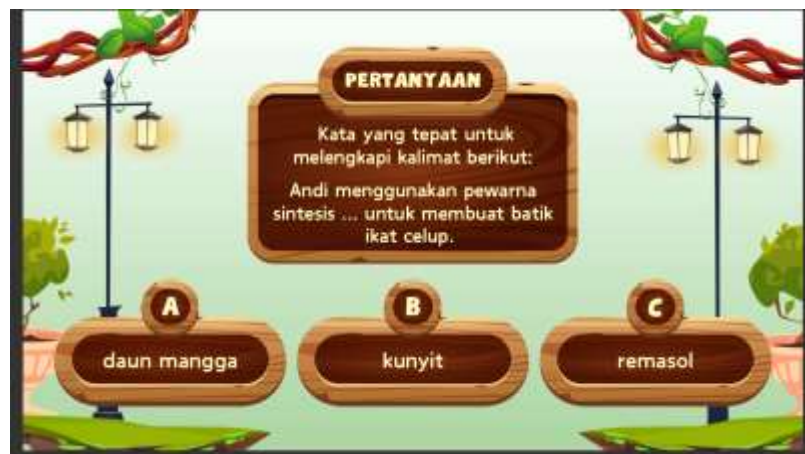 PERTANYAAN
Kata yang tepat untuk
melengkapi kalimat berikut:
Andi menggunakan pewarna
sintesis ... untuk membuat batik
ikat celup.
A
daun mangga
B
kunyit
C
remasol